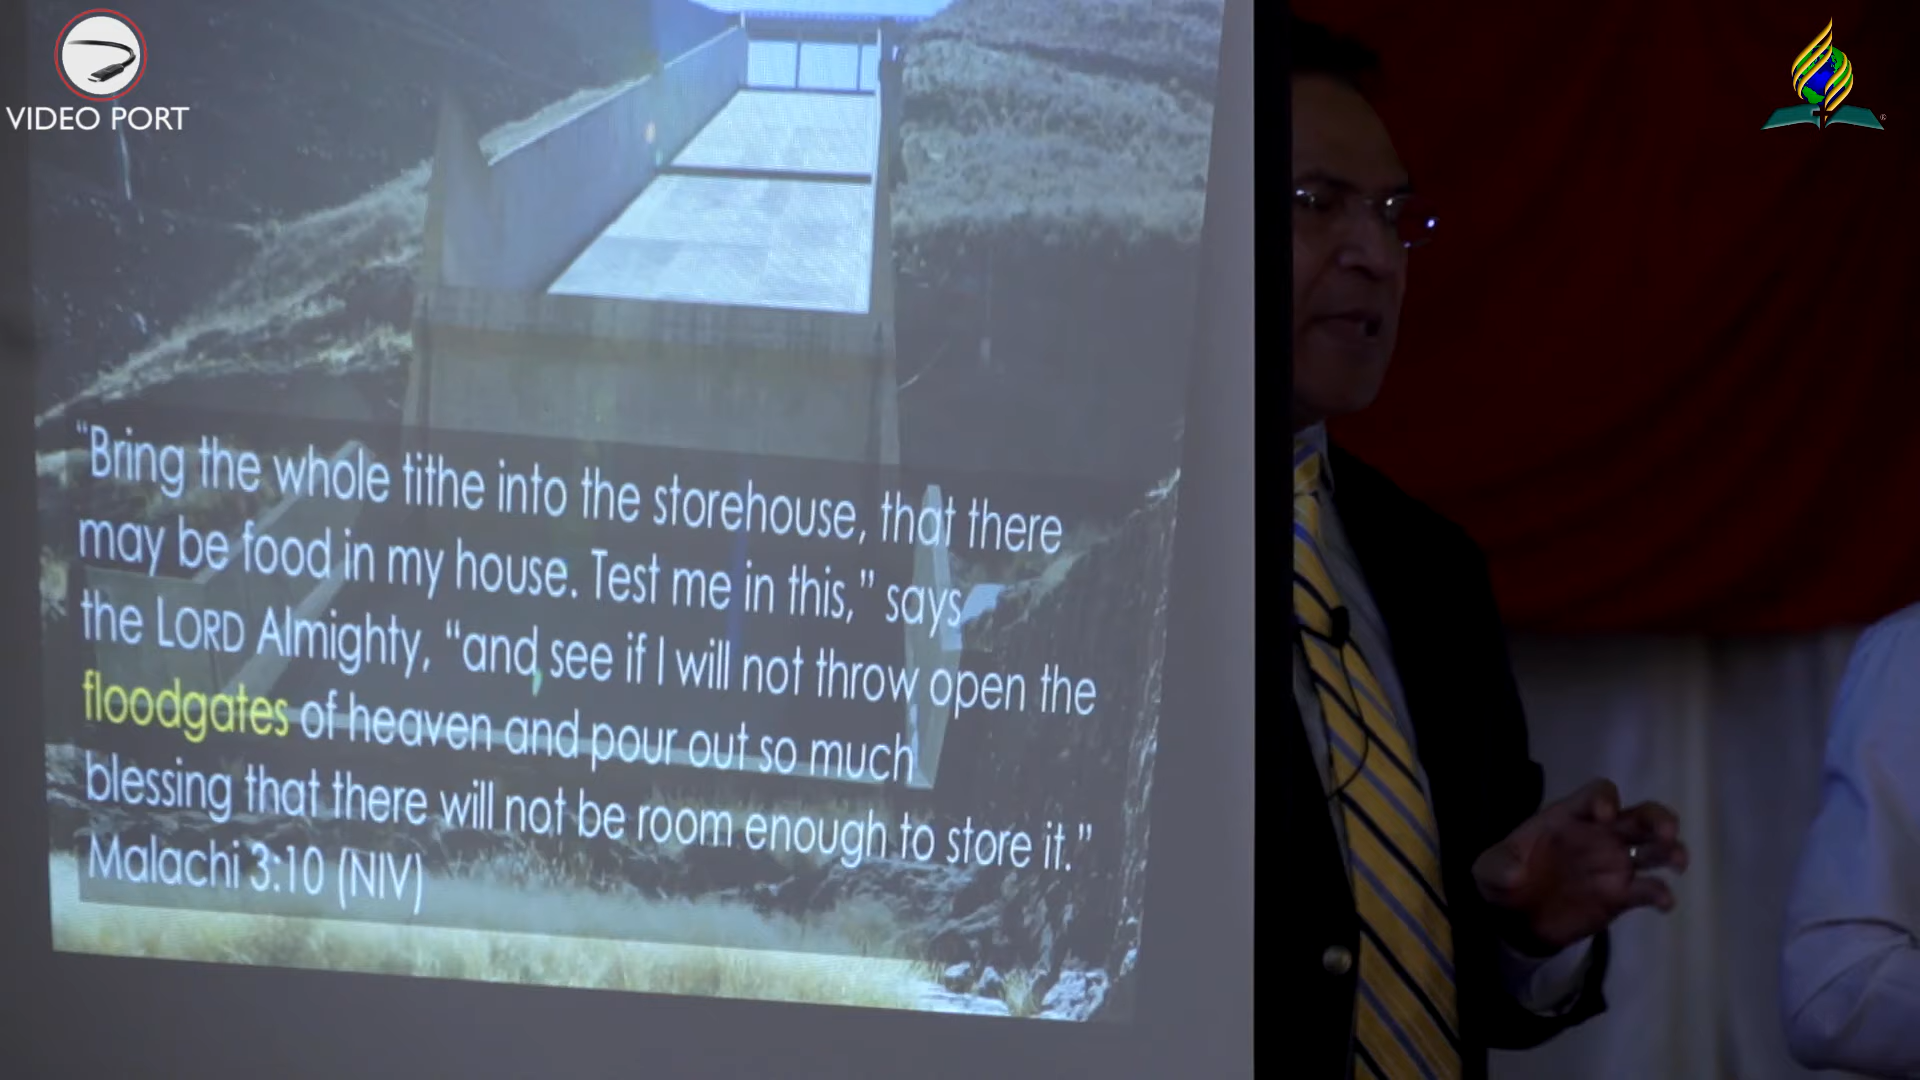 VIDEO PORT
“Bring the whole tithe into the storehouse, that there
may be food in my house. Test me in this,” says
the LORD Almighty, “and see if I will not throw open the
floodgates of heaven and pour out so much
blessing that there will not be room enough to store it.”
Malachi 3:10 (NIV)
®